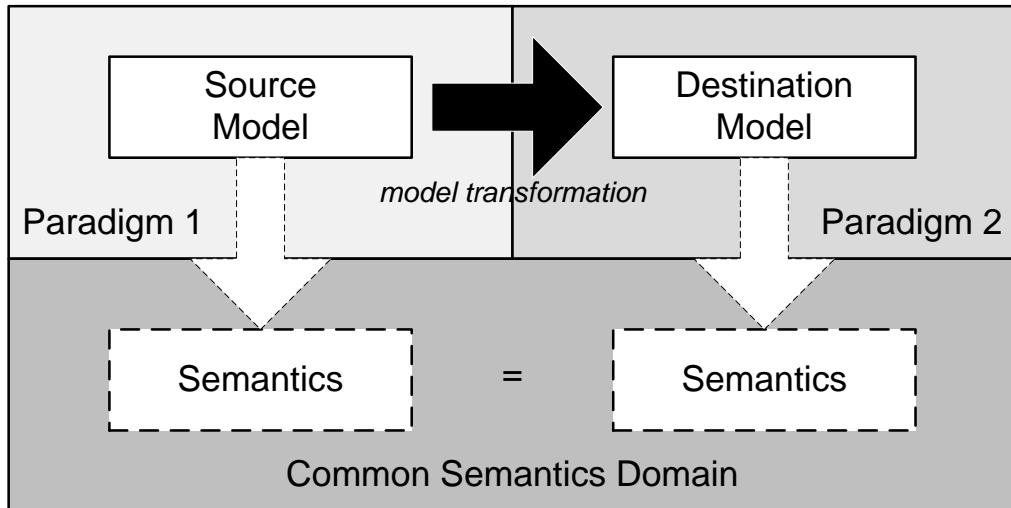 Source
Model
Destination
Model
model transformation
Paradigm 1
Paradigm 2
Semantics
=
Semantics
Common Semantics Domain